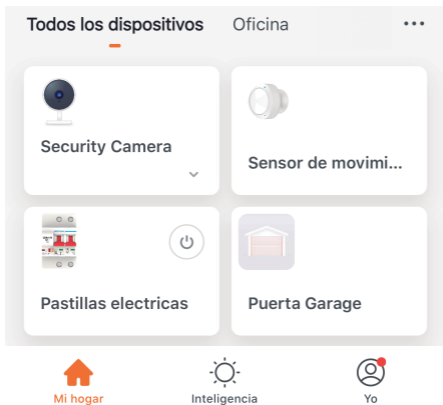 Todos los dispositivos Oficina
Security Camera
Sensor de movimi...
Pastillas electricas
Puerta Garage
Mi hogar Inteligencia Yo